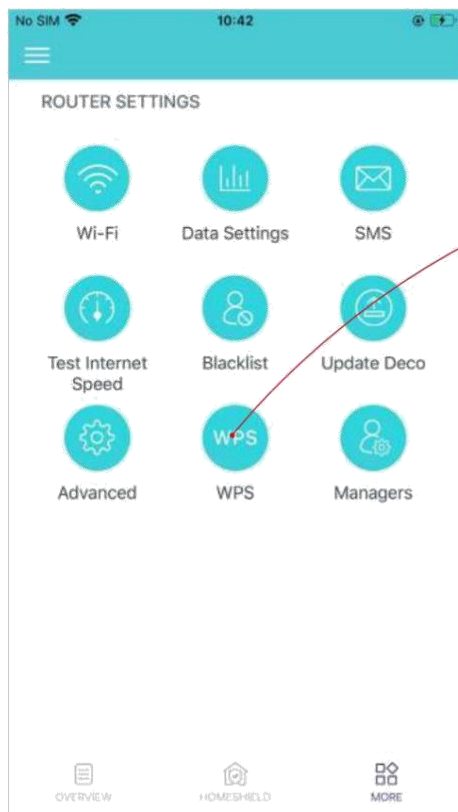 No SIM 10:42
ROUTER SETTINGS
Wi-Fi Data Settings SMS
Test Internet Speed Blacklist Update Deco
WPS
Advanced WPS Managers
OVERVIEW HOMESHIELD MORE